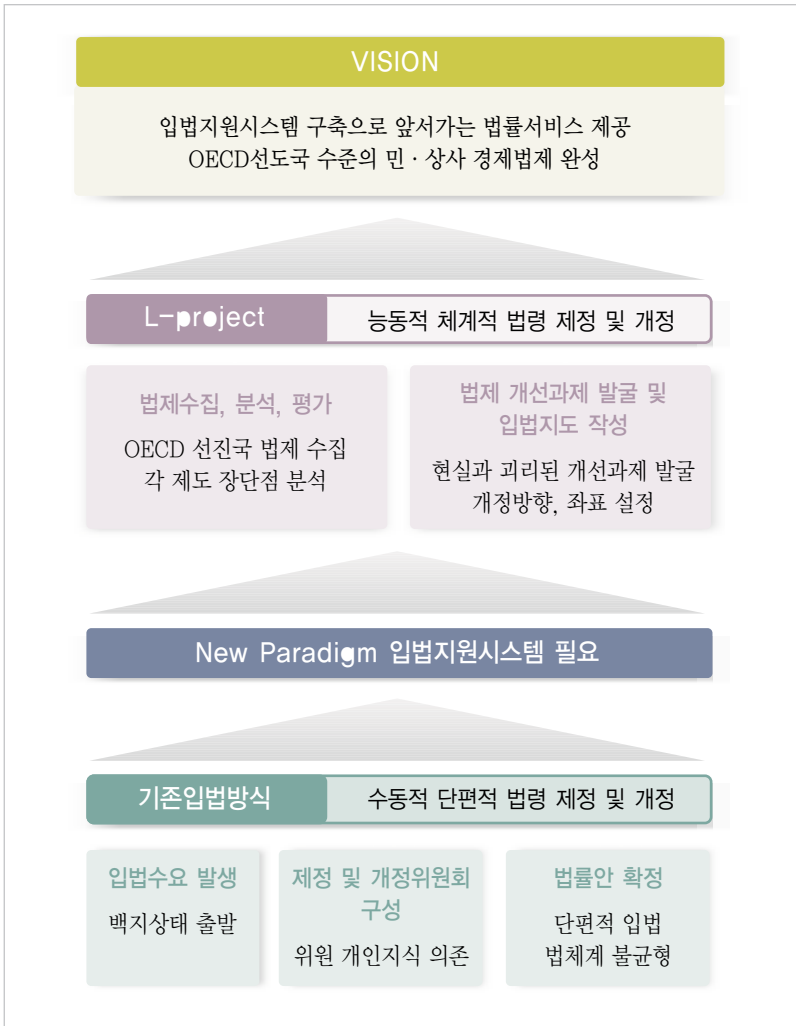 VISION
입법지원시스템 구축으로 앞서가는 법률서비스 제공
OECD선도국 수준의 민 · 상사 경제법제 완성
L-project
능동적 체계적 법령 제정 및 개정
법제수집, 분석, 평가
OECD 선진국 법제 수집
각 제도 장단점 분석
법제 개선과제 발굴 및
입법지도 작성
현실과 괴리된 개선과제 발굴
개정방향, 좌표 설정
New Paradigm 입법지원시스템 필요
기존입법방식
수동적 단편적 법령 제정 및 개정
입법수요 발생
백지상태 출발
제정 및 개정위원회
구성
위원 개인지식 의존
법률안 확정
단편적 입법
법체계 불균형